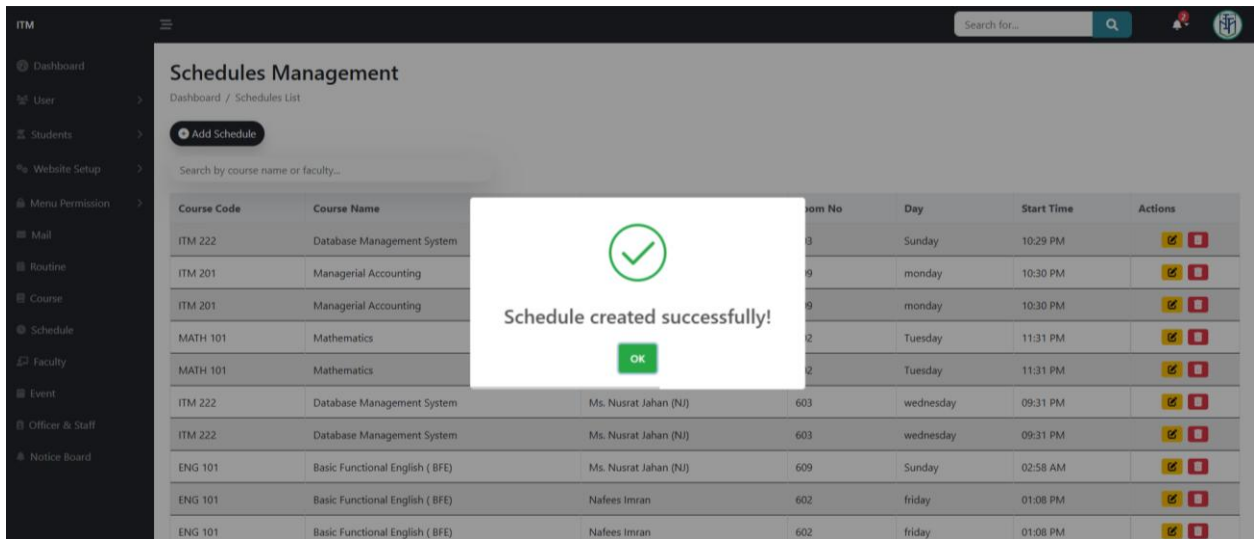 ITM
Search for...
2
Dashboard
User
Students
Website Setup
Menu Permission
Mail
Routine
Course
Schedule
Faculty
Event
Officer & Staff
Notice Board
Schedules Management
Dashboard / Schedules List
Add Schedule
Search by course name or faculty...
Course Code Course Name No Day Start Time Actions
ITM 222 Database Management System Sunday 10:29 PM
ITM 201 Managerial Accounting monday 10:30 PM
ITM 201 Managerial Accounting monday 10:30 PM
MATH 101 Mathematics Tuesday 11:31 PM
MATH 101 Mathematics Tuesday 11:31 PM
ITM 222 Database Management System Ms. Nusrat Jahan (NJ) 603 wednesday 09:31 PM
ITM 222 Database Management System Ms. Nusrat Jahan (NJ) 603 wednesday 09:31 PM
ENG 101 Basic Functional English ( BFE) Ms. Nusrat Jahan (NJ) 609 Sunday 02:58 AM
ENG 101 Basic Functional English ( BFE) Nafees Imran 602 friday 01:08 PM
ENG 101 Basic Functional English ( BFE) Nafees Imran 602 friday 01:08 PM
Schedule created successfully!
OK